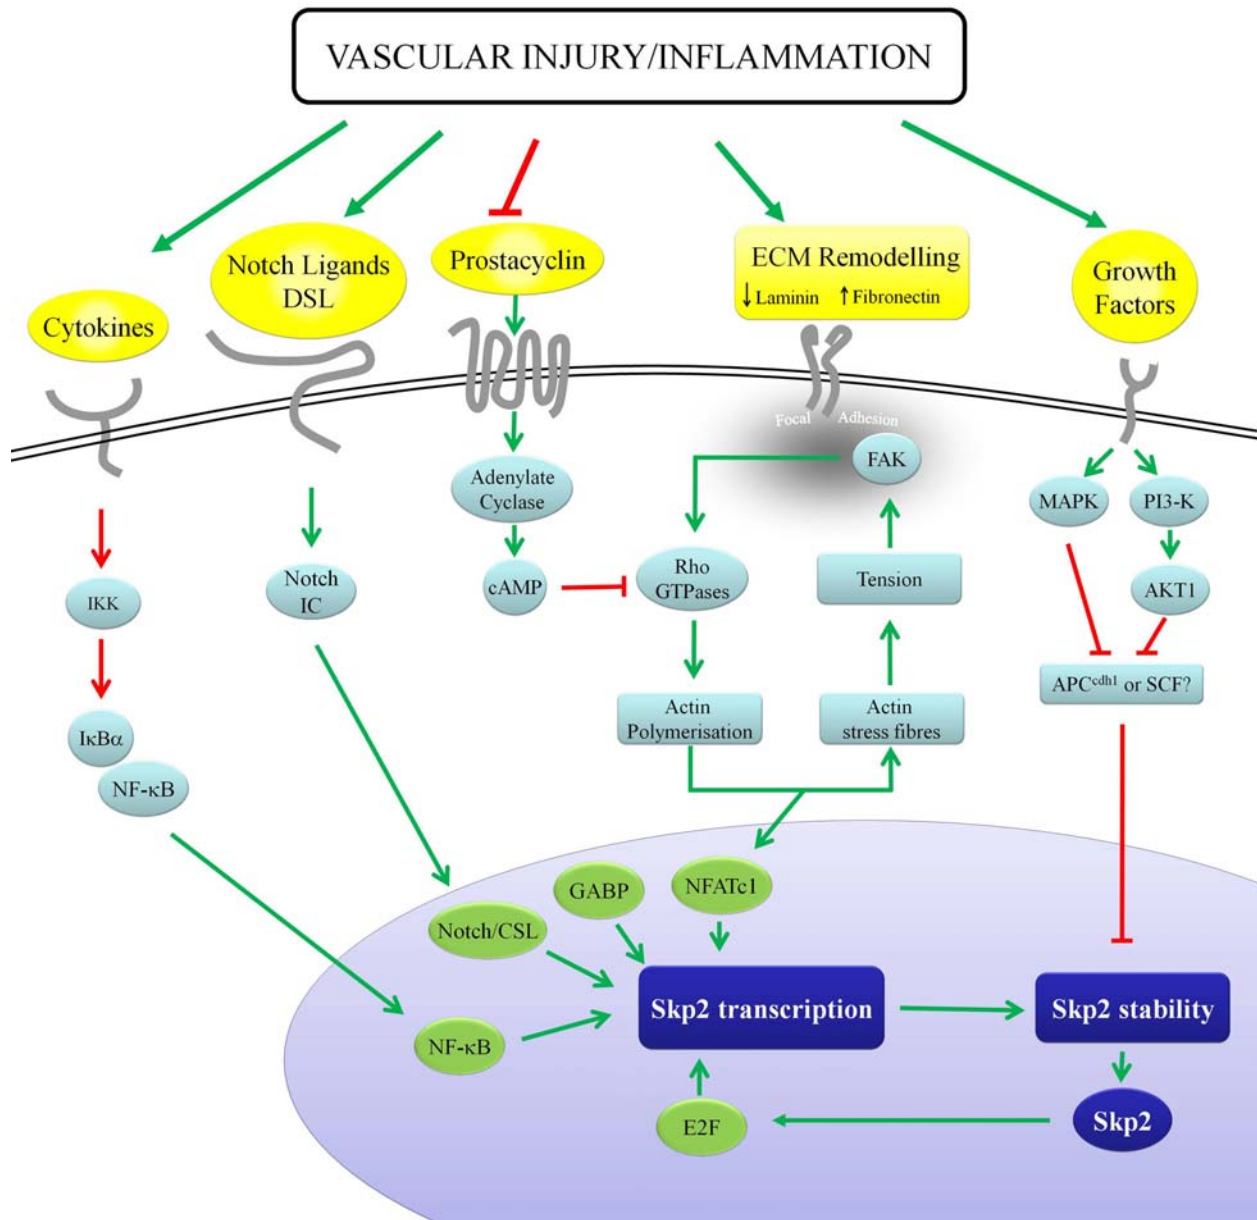 VASCULAR INJURY/INFLAMMATION
Notch Ligands
DSL
Prostacyclin
ECM Remodelling
↓ Laminin ↑ Fibronectin
Growth
Factors
Cytokines
Focal Adhesion
FAK
Adenylate
Cyclase
MAPK
PI3-K
IKK
Notch
IC
cAMP
Rho
GTPases
Tension
AKT1
APCcdh1 or SCF?
Actin
Polymerisation
Actin
stress fibres
IκBα
NF-κB
GABP
NFATc1
Notch/CSL
Skp2 transcription
Skp2 stability
NF-κB
E2F
Skp2